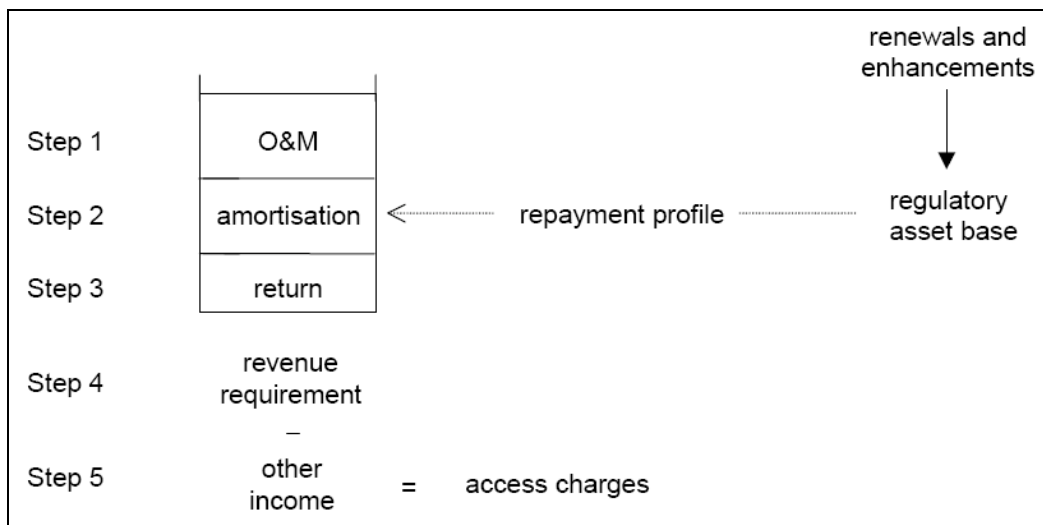 renewals and
enhancements
Step 1
O&M
Step 2
amortisation
repayment profile
regulatory
asset base
Step 3
return
Step 4
revenue
requirement
–
Step 5
other
income
= access charges